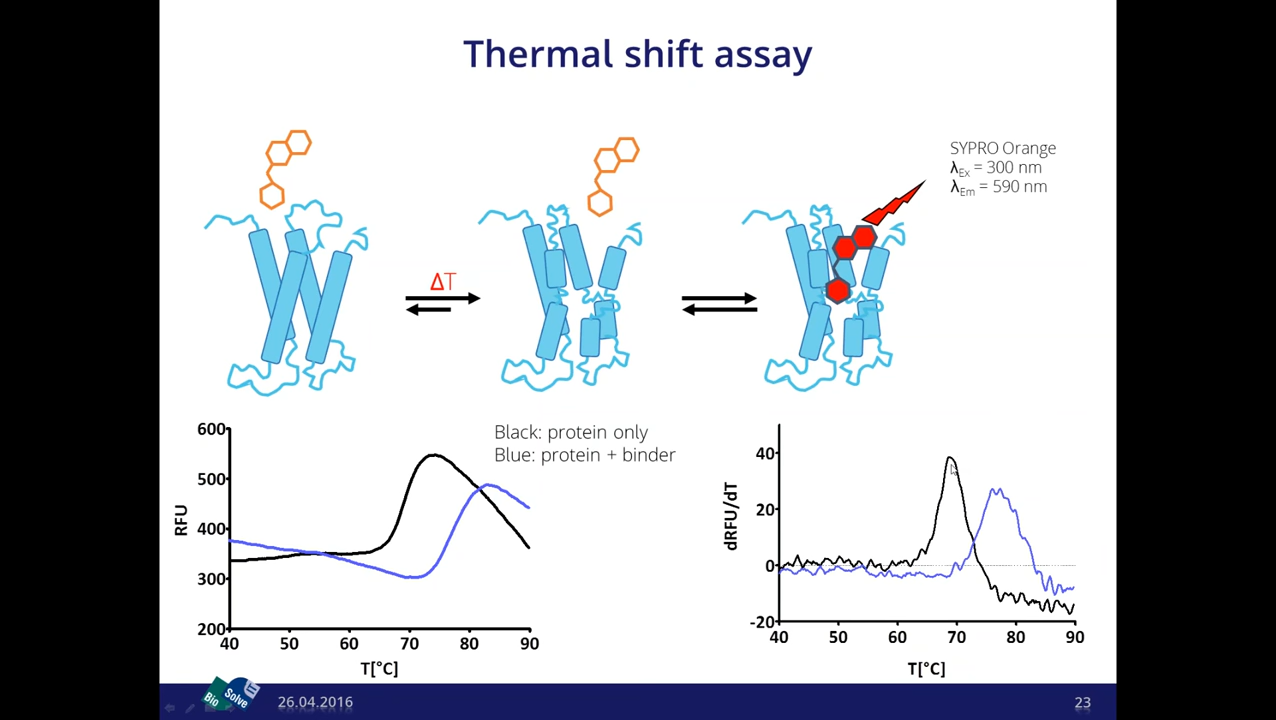 Thermal shift assay
SYPRO Orange
λEx = 300 nm
λEm = 590 nm
ΔT
Black: protein only
Blue: protein + binder
600
500
400
300
200
40 50 60 70 80 90
RFU
T[°C]
40
20
0
-20
40 50 60 70 80 90
dRFU/dT
T[°C]
Bio
Solve
26.04.2016
23